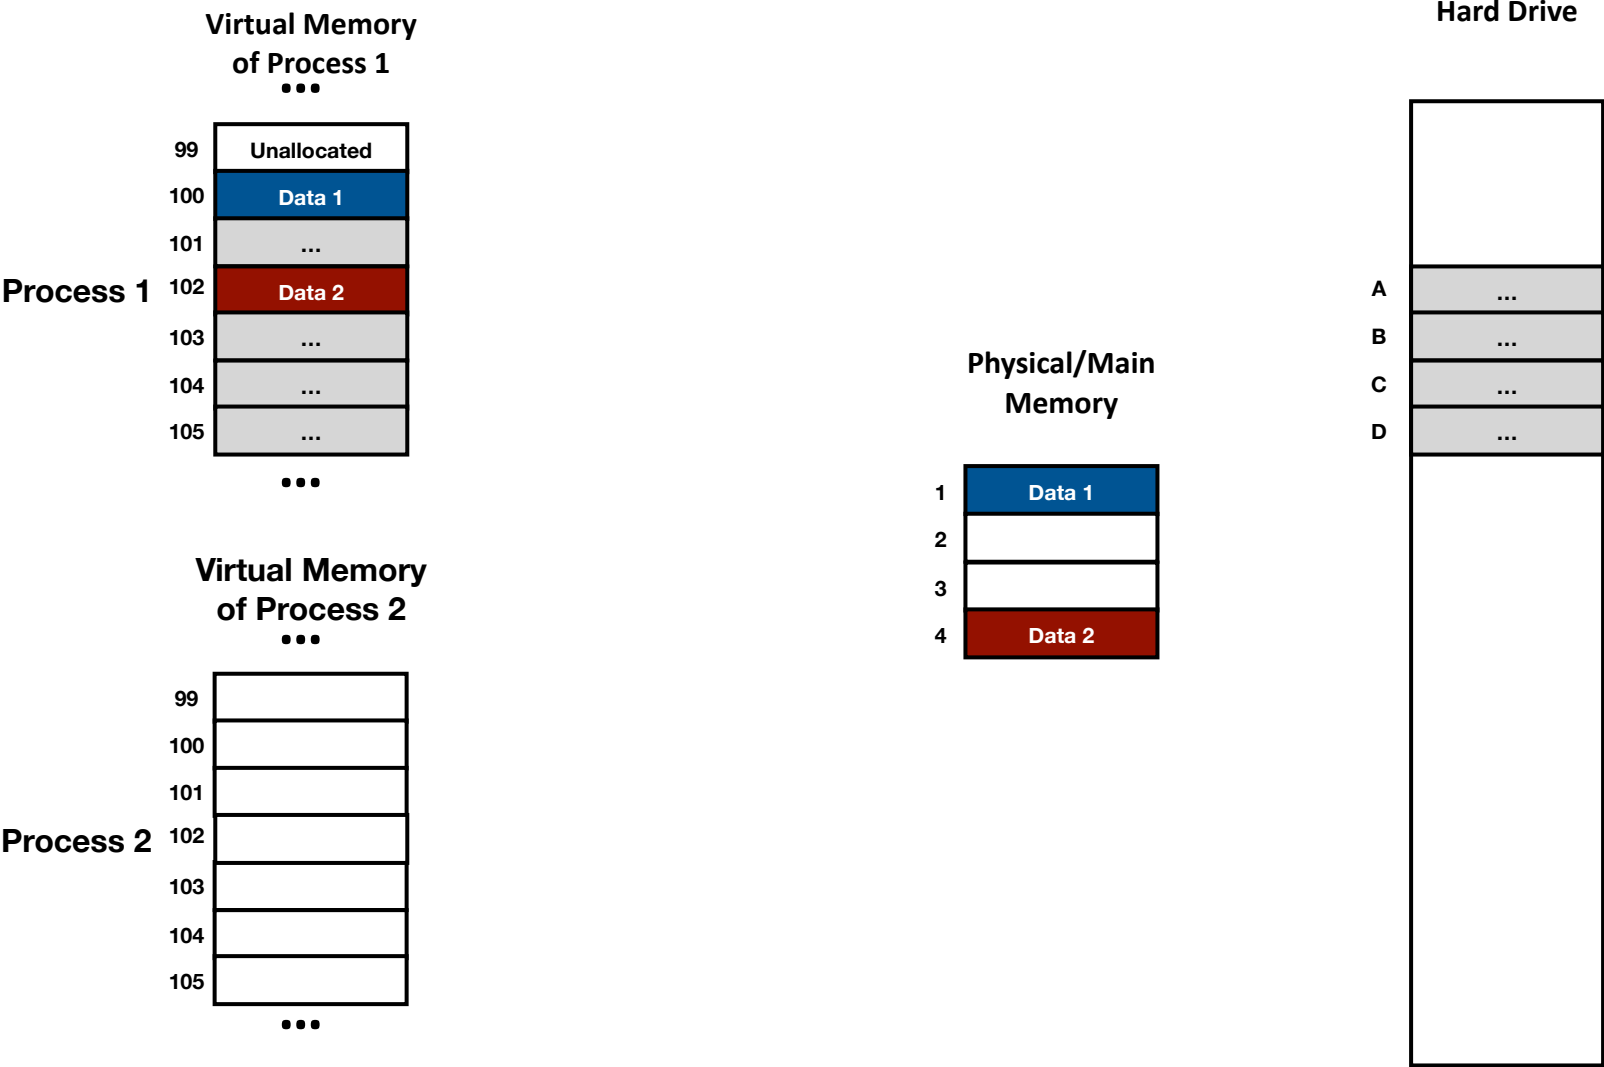 Virtual Memory
of Process 1
...
99 Unallocated
100 Data 1
101 ...
Process 1 102 Data 2
103 ...
104 ...
105 ...
...
Virtual Memory
of Process 2
...
99
100
101
Process 2 102
103
104
105
...
Physical/Main
Memory
1 Data 1
2
3
4 Data 2
Hard Drive
A ...
B ...
C ...
D ...